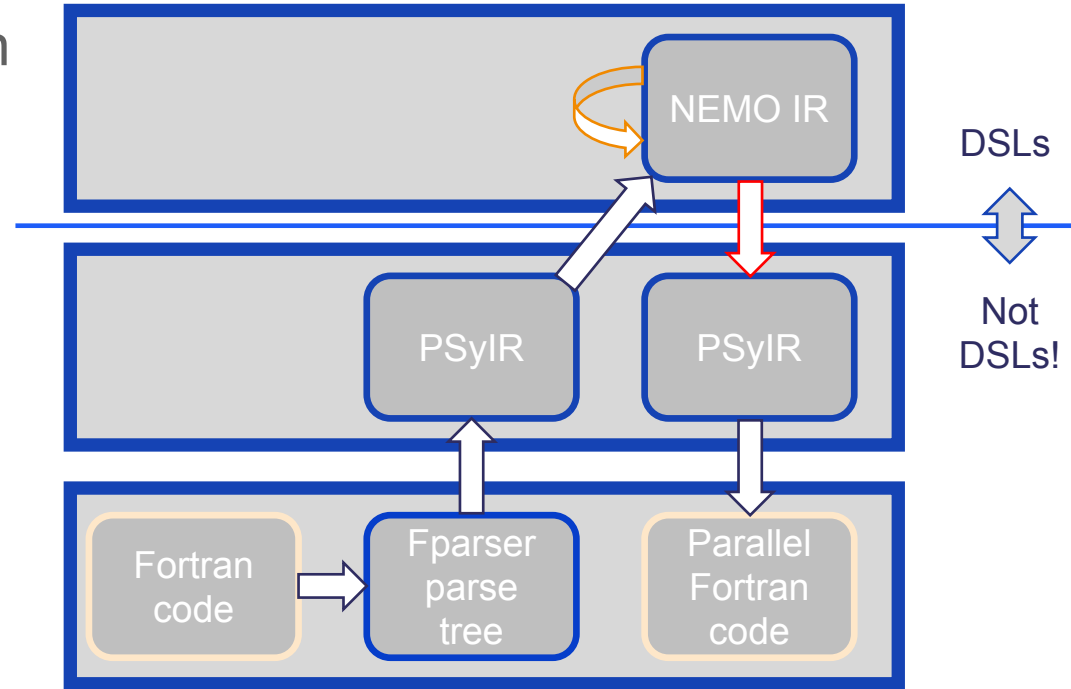 NEMO IR
DSLs
PSyIR
PSyIR
Not
DSLs!
Fortran
code
Fparser
parse
tree
Parallel
Fortran
code